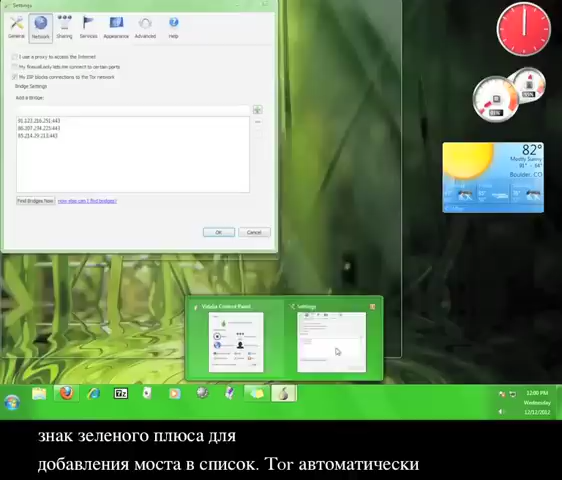 Settings
General Network Sharing Services Appearance Advanced Help
I use a proxy to access the Internet
My firewall only lets me connect to certain ports
My ISP blocks connections to the Tor network
Bridge Settings
Add a Bridge:
Find Bridges Now
OK Cancel
82°
Mostly Sunny
Boulder, CO
Vidalia Control Panel
Settings
12:00 PM
Wednesday
12/12/2012
знак зеленого плюса для
добавления моста в список. Tor автоматически